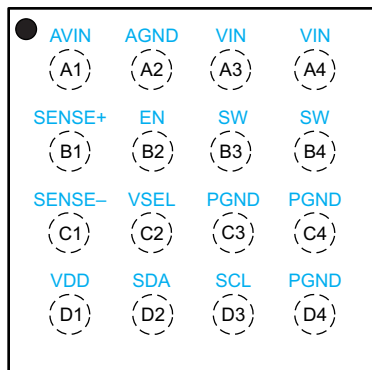 AVIN AGND VIN VIN
A1 A2 A3 A4
SENSE+ EN SW SW
B1 B2 B3 B4
SENSE– VSEL PGND PGND
C1 C2 C3 C4
VDD SDA SCL PGND
D1 D2 D3 D4